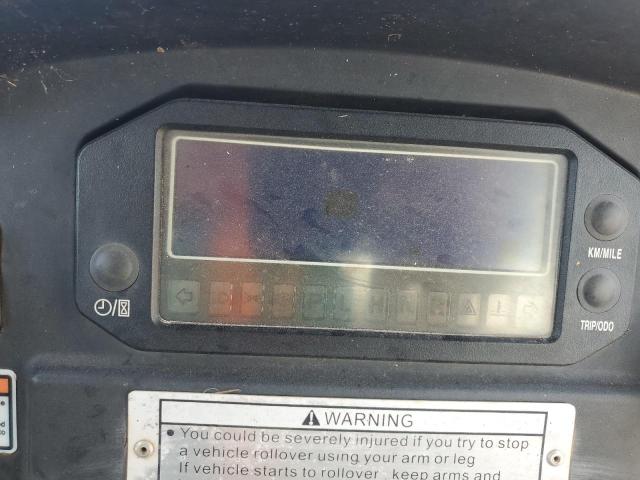 KM/MILE
TRIP/ODO
P L H N R
WARNING
• You could be severely injured if you try to stop
a vehicle rollover using your arm or leg
If vehicle starts to rollover, keep arms and